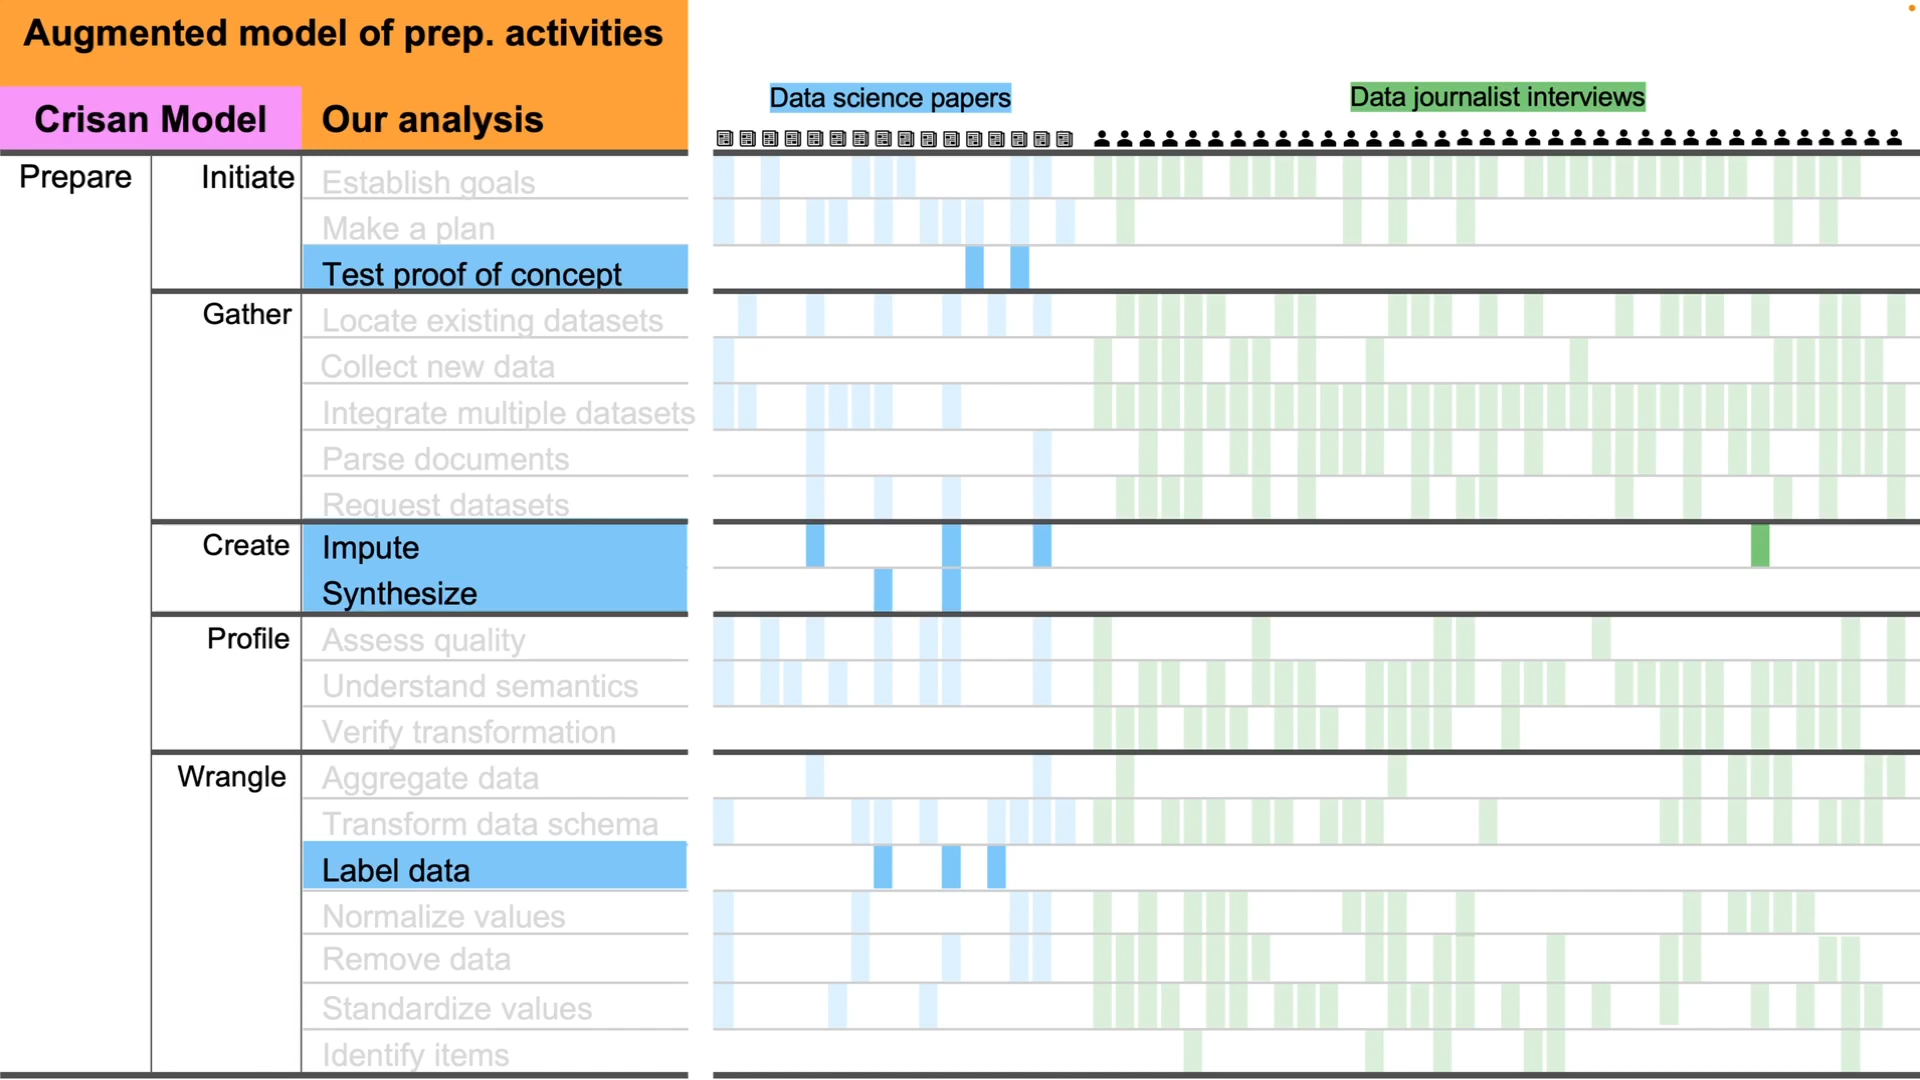 Augmented model of prep. activities
Crisan Model
Our analysis
Data science papers
Data journalist interviews
Prepare
Initiate
Establish goals
Make a plan
Test proof of concept
Gather
Locate existing datasets
Collect new data
Integrate multiple datasets
Parse documents
Request datasets
Create
Impute
Synthesize
Profile
Assess quality
Understand semantics
Verify transformation
Wrangle
Aggregate data
Transform data schema
Label data
Normalize values
Remove data
Standardize values
Identify items